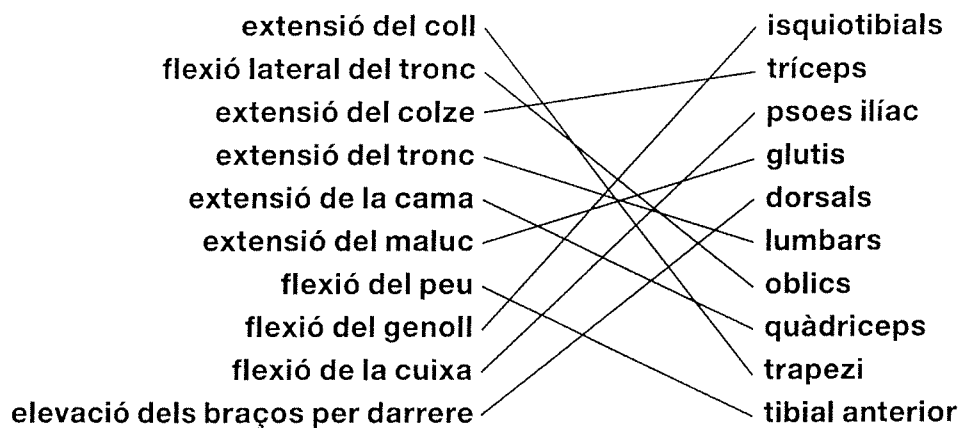 extensió del coll isquiotibials
flexió lateral del tronc tríceps
extensió del colze psoes ilíac
extensió del tronc glutis
extensió de la cama dorsals
extensió del maluc lumbars
flexió del peu oblics
flexió del genoll quàdriceps
flexió de la cuixa trapezi
elevació dels braços per darrere tibial anterior